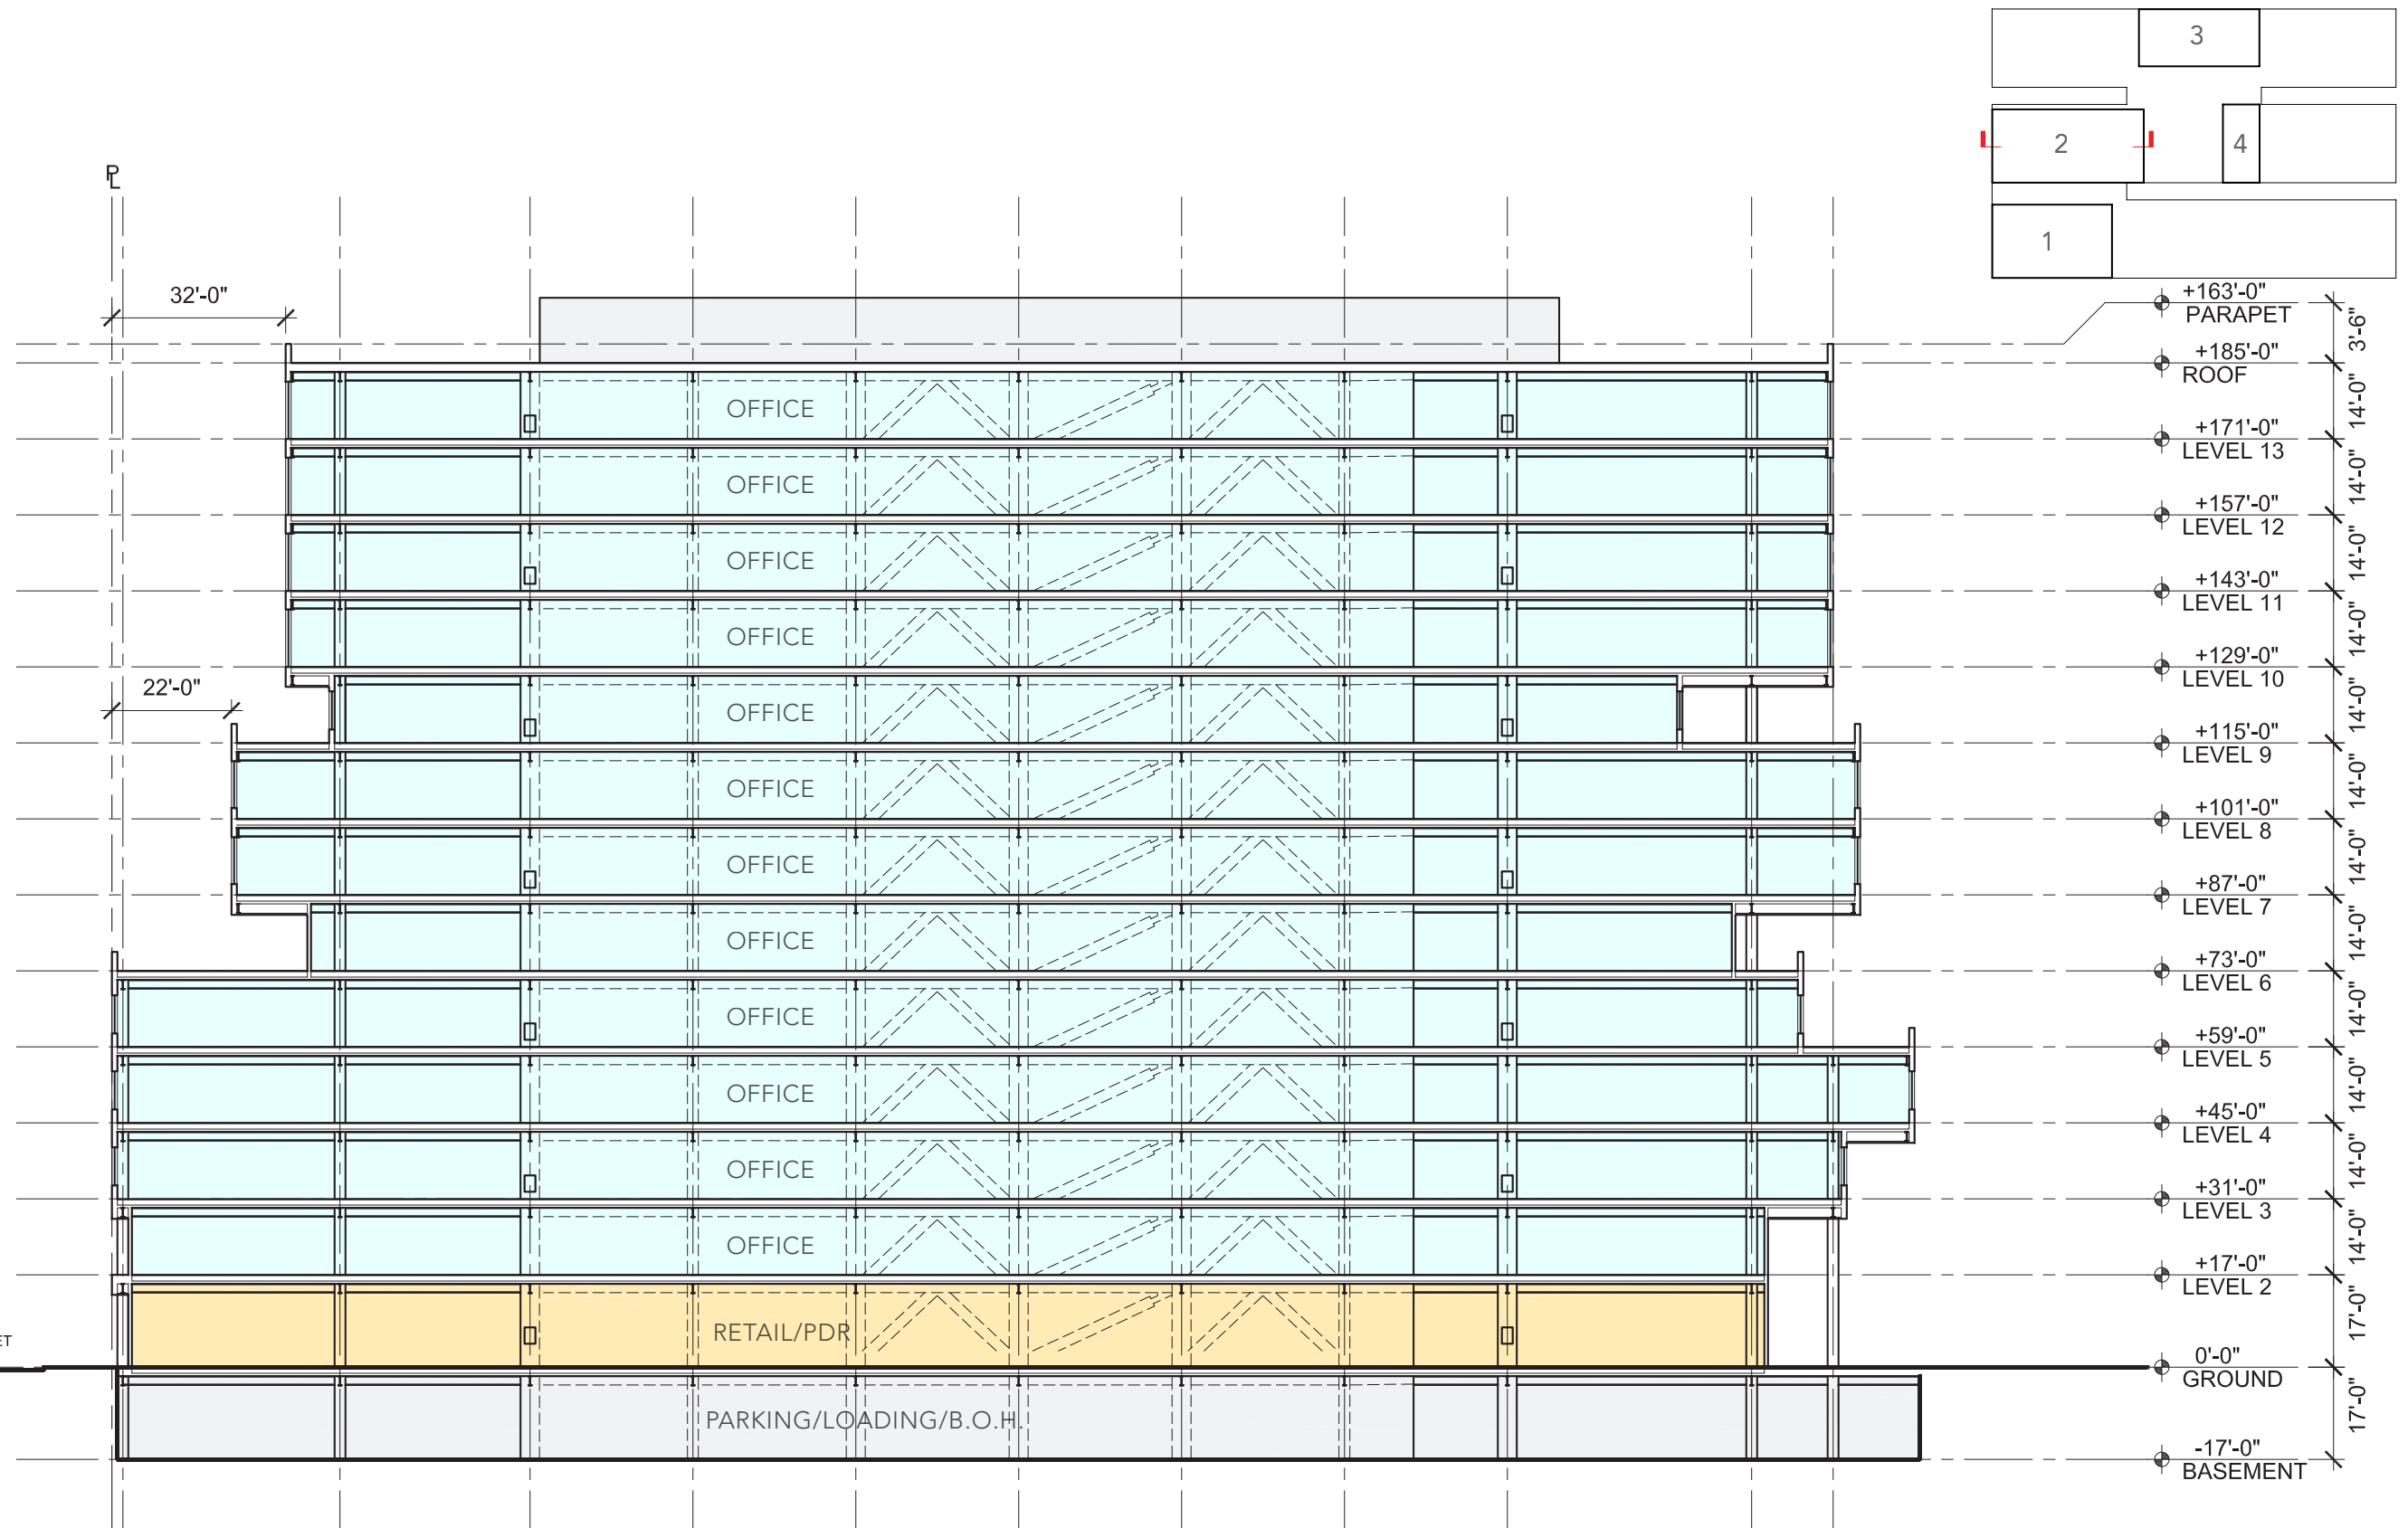 3
2
4
1
PL
32'-0"
+163'-0"
PARAPET
3'-6"
+185'-0"
ROOF
14'-0"
OFFICE
+171'-0"
LEVEL 13
14'-0"
OFFICE
+157'-0"
LEVEL 12
14'-0"
OFFICE
+143'-0"
LEVEL 11
14'-0"
OFFICE
+129'-0"
LEVEL 10
22'-0"
14'-0"
OFFICE
+115'-0"
LEVEL 9
14'-0"
OFFICE
+101'-0"
LEVEL 8
14'-0"
OFFICE
+87'-0"
LEVEL 7
14'-0"
OFFICE
+73'-0"
LEVEL 6
14'-0"
OFFICE
+59'-0"
LEVEL 5
14'-0"
OFFICE
+45'-0"
LEVEL 4
14'-0"
OFFICE
+31'-0"
LEVEL 3
14'-0"
OFFICE
+17'-0"
LEVEL 2
17'-0"
RETAIL/PDR
ET
0'-0"
GROUND
17'-0"
PARKING/LOADING/B.O.H.
-17'-0"
BASEMENT